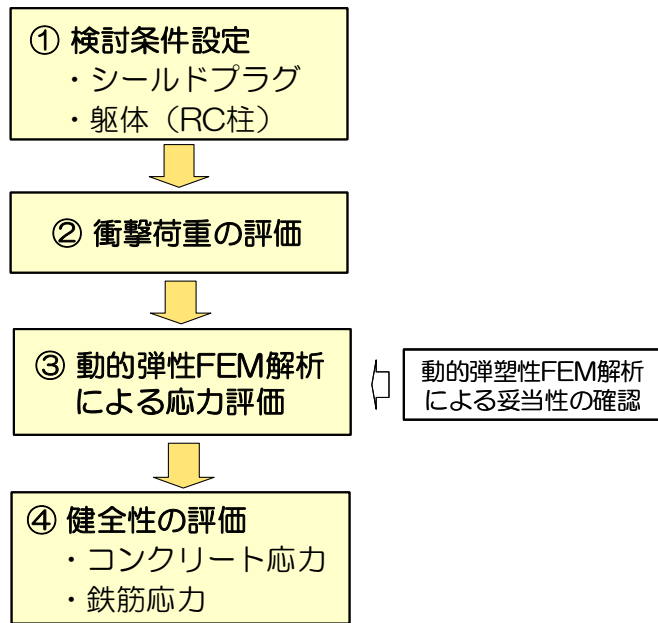 ① 検討条件設定
・シールドプラグ
・躯体（RC柱）
② 衝撃荷重の評価
③ 動的弾性FEM解析
による応力評価
動的弾塑性FEM解析
による妥当性の確認
④ 健全性の評価
・コンクリート応力
・鉄筋応力